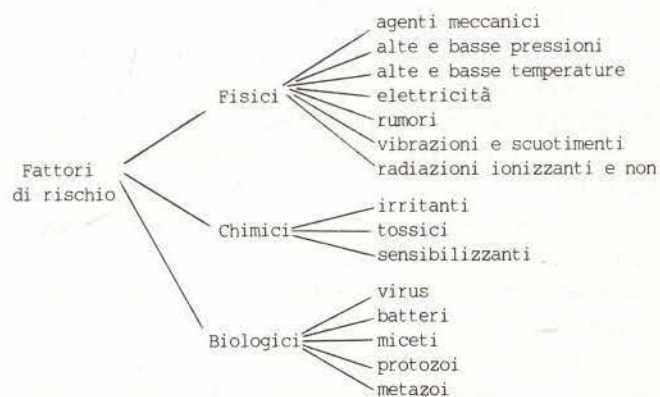 Fattori
di rischio
Fisici
agenti meccanici
alte e basse pressioni
alte e basse temperature
elettricità
rumori
vibrazioni e scuotimenti
radiazioni ionizzanti e non
Chimici
irritanti
tossici
sensibilizzanti
Biologici
virus
batteri
miceti
protozoi
metazoi